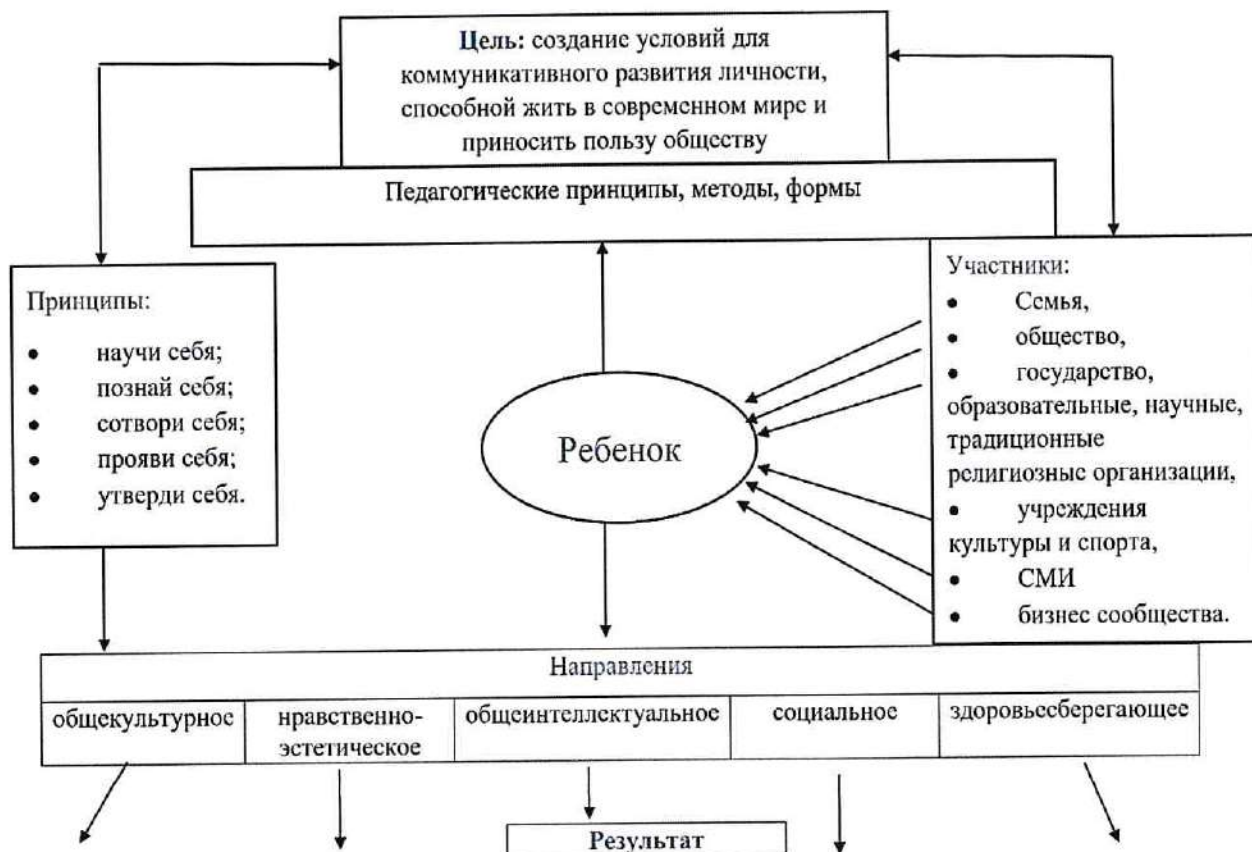 Цель: создание условий для
коммуникативного развития личности,
способной жить в современном мире и
приносить пользу обществу
Педагогические принципы, методы, формы
Принципы:
• научи себя;
• познай себя;
• сотвори себя;
• прояви себя;
• утверди себя.
Ребенок
Участники:
• Семья,
• общество,
• государство,
образовательные, научные,
традиционные
религиозные организации,
• учреждения
культуры и спорта,
• СМИ
• бизнес сообщества.
Направления
общекультурное
нравственно-
эстетическое
общеинтеллектуальное
социальное
здоровьесберегающее
Результат